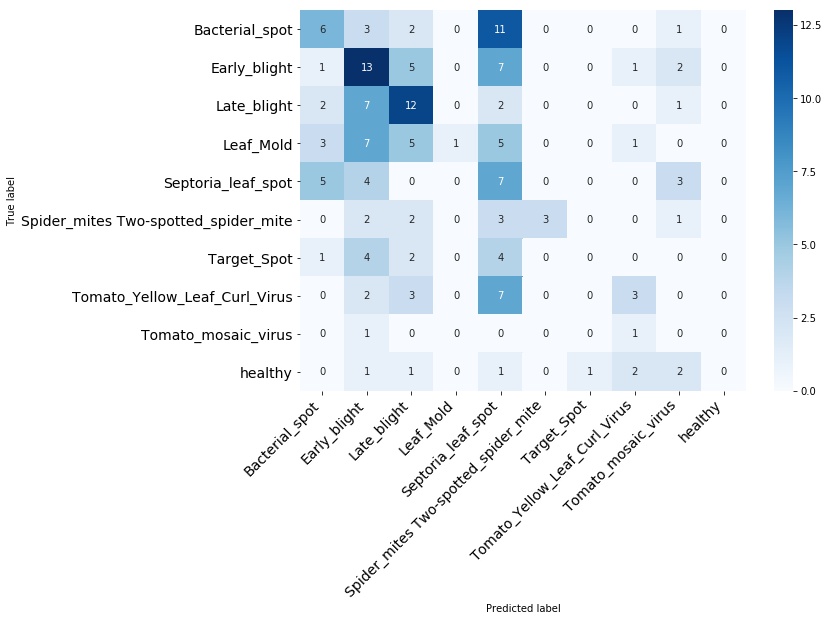 Bacterial_spot 6 3 2 0 11 0 0 0 1 0
Early_blight 1 13 5 0 7 0 0 1 2 0
Late_blight 2 7 12 0 2 0 0 0 1 0
Leaf_Mold 3 7 5 1 5 0 0 1 0 0
Septoria_leaf_spot 5 4 0 0 7 0 0 0 3 0
Spider_mites Two-spotted_spider_mite 0 2 2 0 3 3 0 0 1 0
Target_Spot 1 4 2 0 4 0 0 0 0 0
Tomato_Yellow_Leaf_Curl_Virus 0 2 3 0 7 0 0 3 0 0
Tomato_mosaic_virus 0 1 0 0 0 0 0 1 0 0
healthy 0 1 1 0 1 0 1 2 2 0
True label
Bacterial_spot
Early_blight
Late_blight
Leaf_Mold
Septoria_leaf_spot
Spider_mites Two-spotted_spider_mite
Target_Spot
Tomato_Yellow_Leaf_Curl_Virus
Tomato_mosaic_virus
healthy
Predicted label
12.5
10.0
7.5
5.0
2.5
0.0